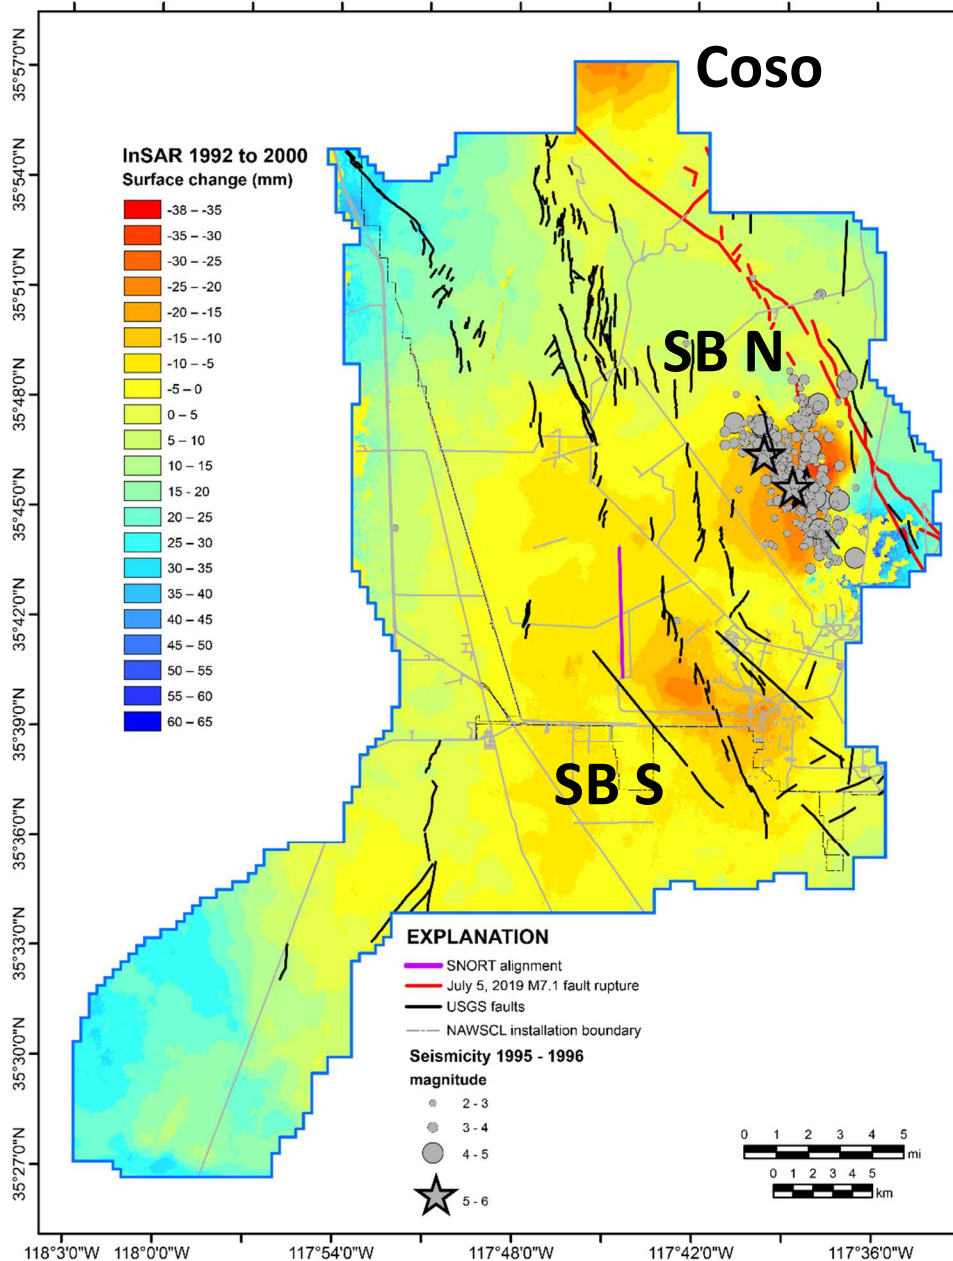 Coso
SB N
SB S
InSAR 1992 to 2000
Surface change (mm)
-38 – -35
-35 – -30
-30 – -25
-25 – -20
-20 – -15
-15 – -10
-10 – -5
-5 – 0
0 – 5
5 – 10
10 – 15
15 - 20
20 – 25
25 – 30
30 – 35
35 – 40
40 – 45
45 – 50
50 – 55
55 – 60
60 – 65
35°57'0"N
35°54'0"N
35°51'0"N
35°48'0"N
35°45'0"N
35°42'0"N
35°39'0"N
35°36'0"N
35°33'0"N
35°30'0"N
35°27'0"N
EXPLANATION
SNORT alignment
July 5, 2019 M7.1 fault rupture
USGS faults
NAWSCL installation boundary
Seismicity 1995 - 1996
magnitude
2 - 3
3 - 4
4 - 5
5 - 6
0 1 2 3 4 5
mi
0 1 2 3 4 5
km
118°3'0"W 118°0'0"W 117°54'0"W 117°48'0"W 117°42'0"W 117°36'0"W